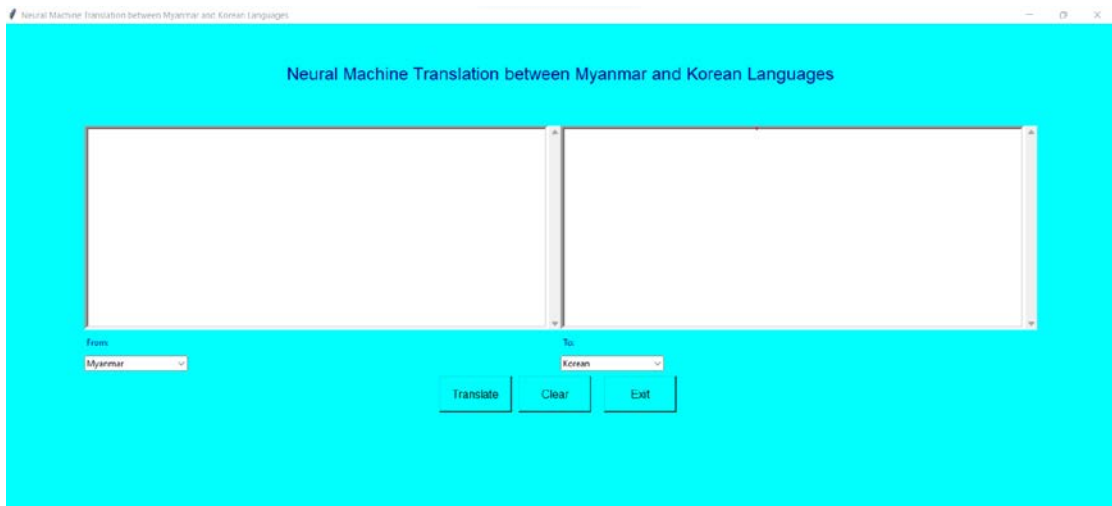 Neural Machine Translation between Myanmar and Korean Languages
Neural Machine Translation between Myanmar and Korean Languages
From: To:
Myanmar Korean
Translate Clear Exit